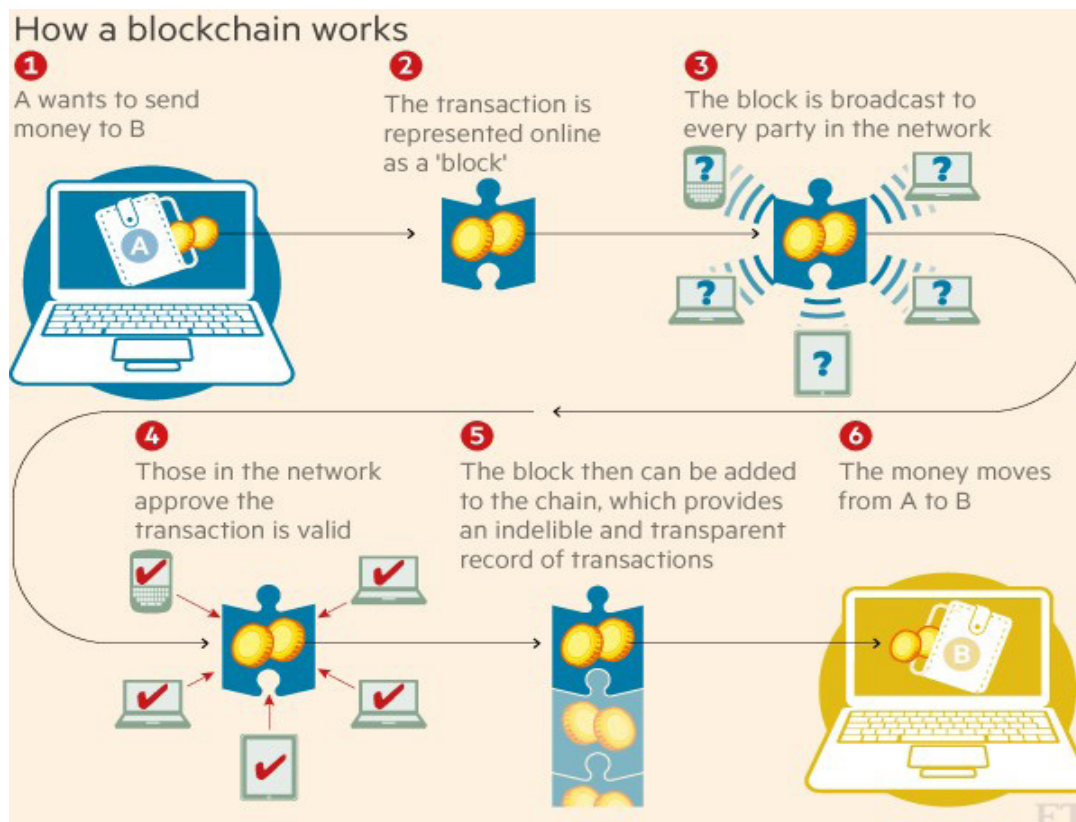 How a blockchain works
1
A wants to send
money to B
A
2
The transaction is
represented online
as a 'block'
3
The block is broadcast to
every party in the network
?
?
?
?
?
4
Those in the network
approve the
transaction is valid
5
The block then can be added
to the chain, which provides
an indelible and transparent
record of transactions
6
The money moves
from A to B
B
FT